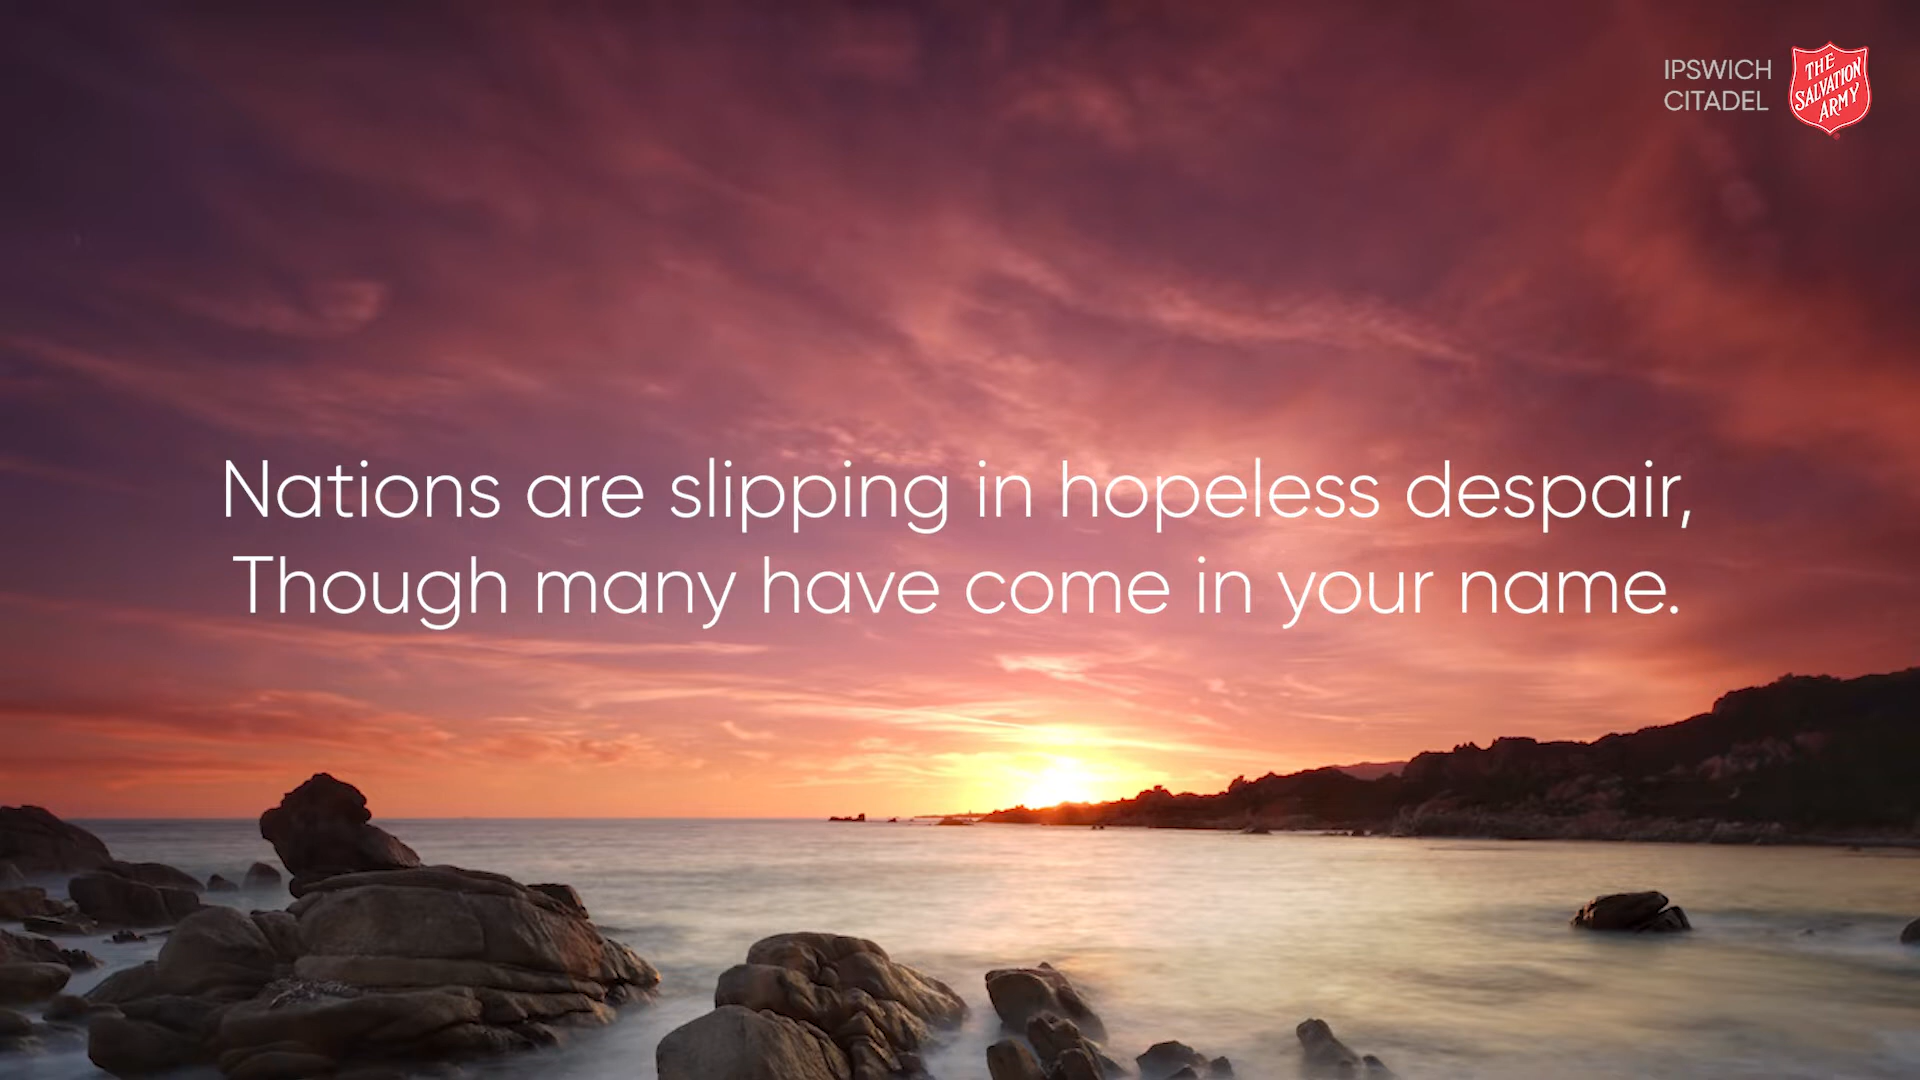 IPSWICH
CITADEL
THE
SALVATION
ARMY
Nations are slipping in hopeless despair,
Though many have come in your name.